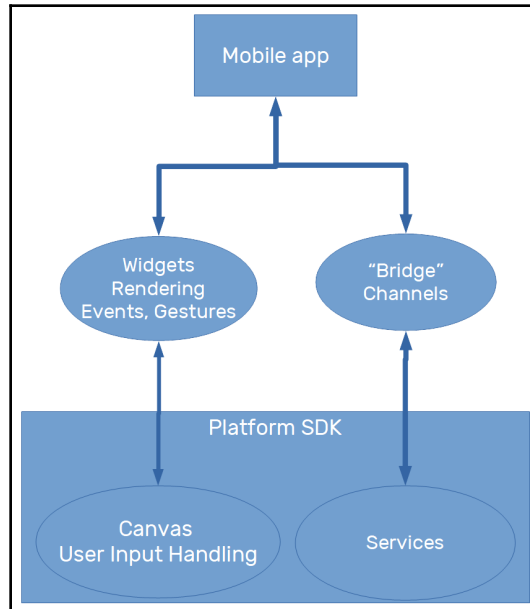 Mobile app
Widgets
Rendering
Events, Gestures
“Bridge”
Channels
Platform SDK
Canvas
User Input Handling
Services